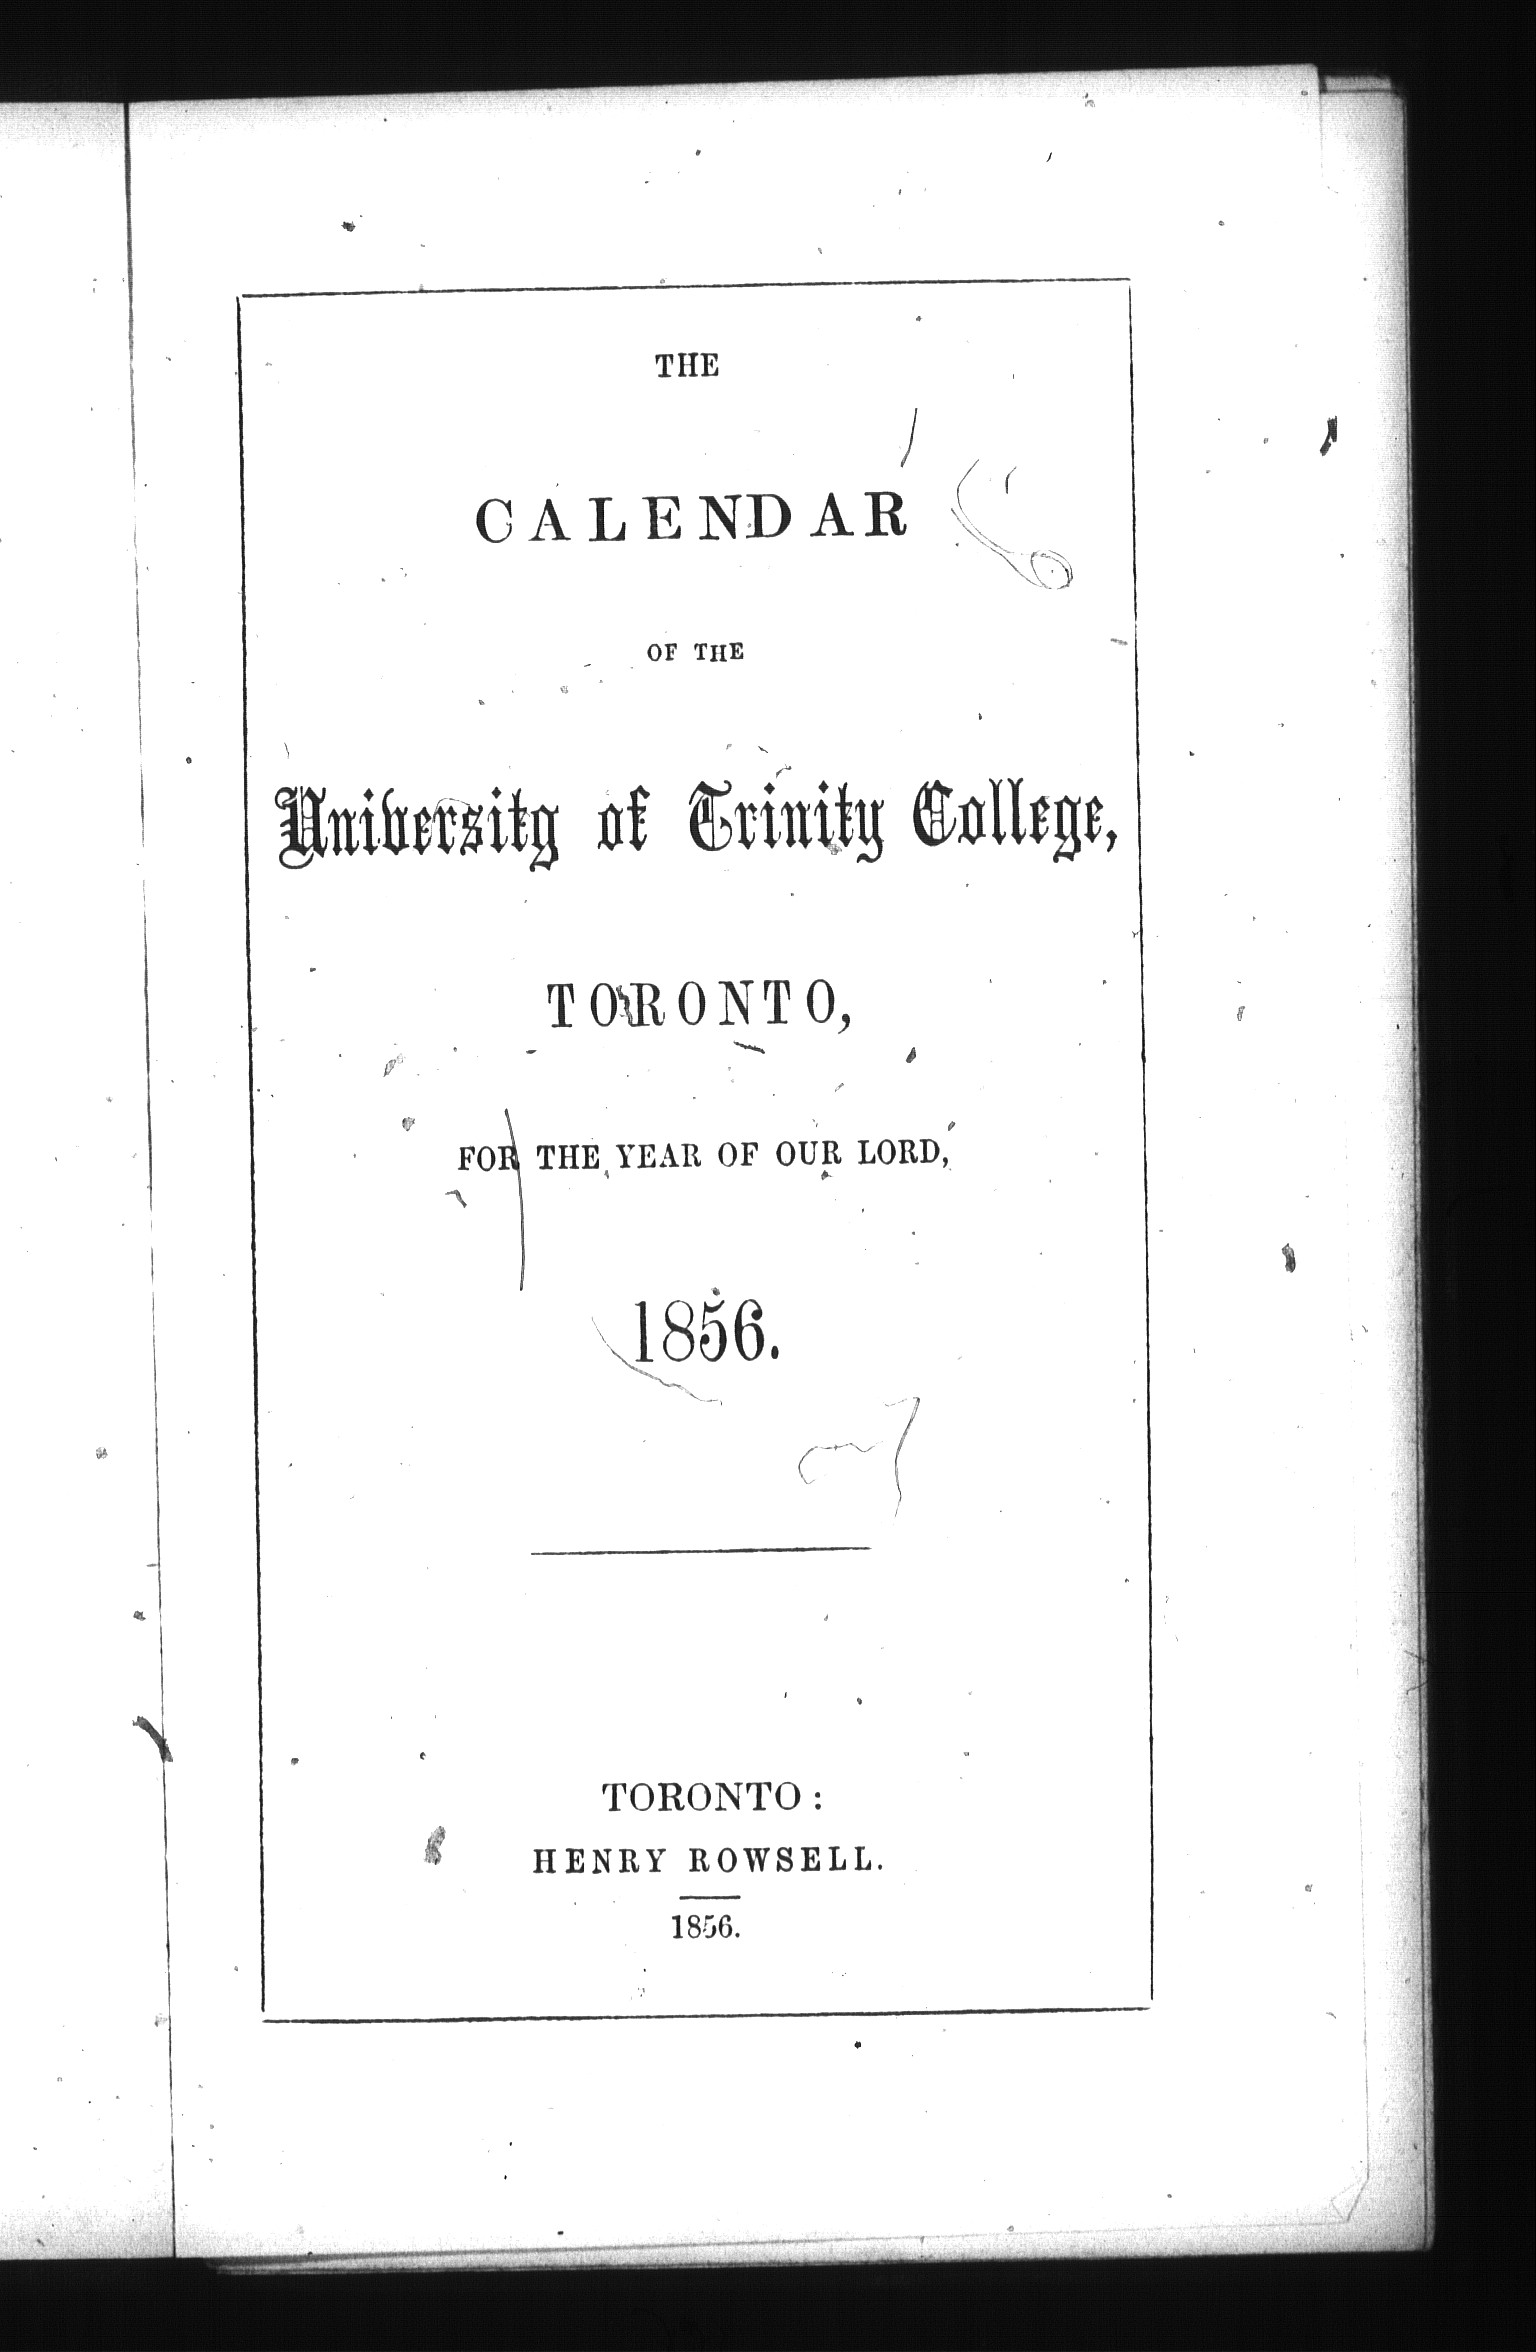 THE
CALENDAR
OF THE
University of Trinity College,
TORONTO,
FOR THE YEAR OF OUR LORD,
1856.
TORONTO:
HENRY ROWSELL.
1856.